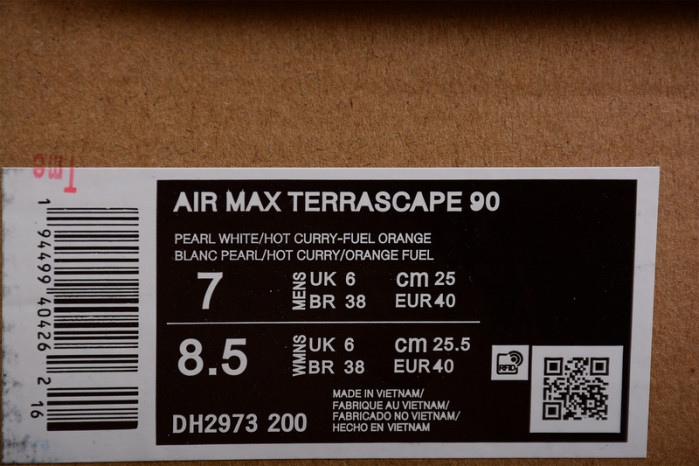 Tme
1 94499 40426 2 16
AIR MAX TERRASCAPE 90
PEARL WHITE/HOT CURRY-FUEL ORANGE
BLANC PEARL/HOT CURRY/ORANGE FUEL
7 MENS UK 6 cm 25
BR 38 EUR 40
8.5 WMNS UK 6 cm 25.5
BR 38 EUR 40
RFID
DH2973 200
MADE IN VIETNAM/
FABRIQUE AU VIETNAM/
FABRICADO NO VIETNAM/
HECHO EN VIETNAM